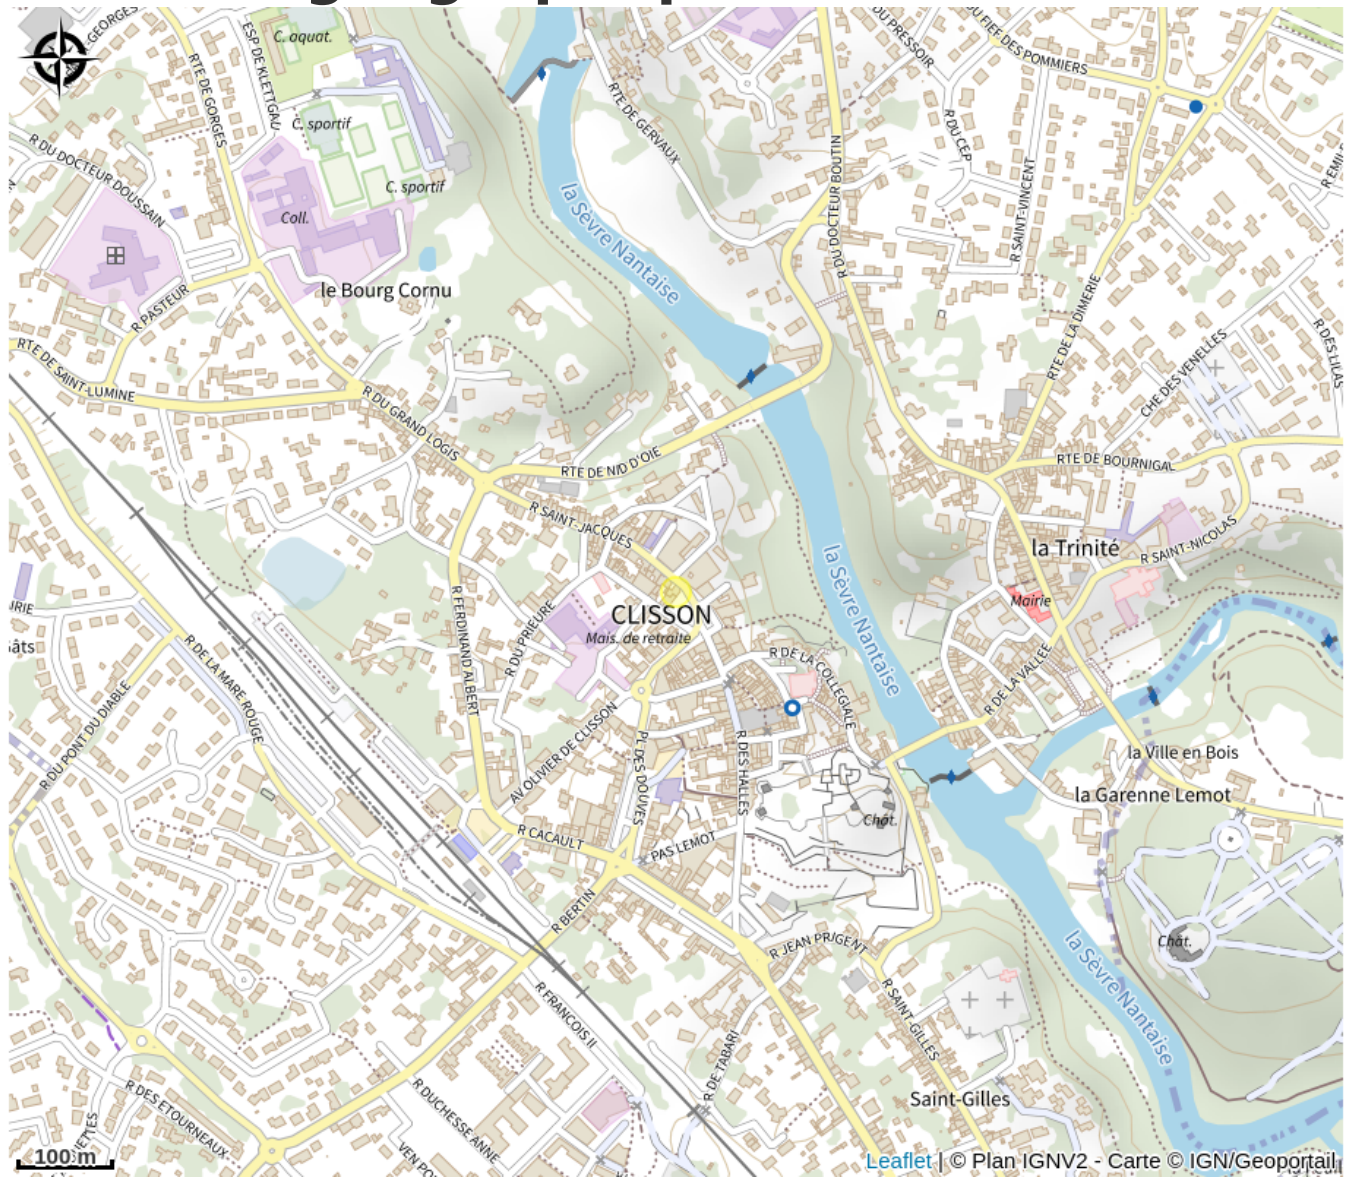 C. aquat.
ESP DE KLETTGAU
RTE DE GORGES
C. sportif
C. sportif
Coll.
R DU DOCTEUR DOUSSAIN
R PASTEUR
le Bourg Cornu
RTE DE SAINT-LUMINE
R DU GRAND LOGIS
RTE DE GERVAUX
R DU DOCTEUR BOUTIN
DU PRESSOIR
DU FIEF DES POMMIERS
R DU CEP
R SAINT-VINCENT
la Sèvre Nantaise
RTE DE LA DIMERIE
CHE DES VENELLES
R DES LILAS
RTE DE NID D'OIE
RTE DE BOURNIGAL
R SAINT-JACQUES
la Trinité
R SAINT-NICOLAS
Mairie
CLISSON
Mais. de retraite
R FERDINAND ALBERT
R DU PRIEURE
la Sèvre Nantaise
R DE LA COLLEGIALE
R DE LA VALLEE
R DE LA MARE ROUGE
R DU PONT DU DIABLE
AV OLIVIER DE CLISSON
PL DES DOUVES
R DES HALLES
la Ville en Bois
la Garenne Lemot
Chât.
R CACAULT
PAS LEMOT
R BERTIN
R JEAN PRIGENT
Chât.
la Sèvre Nantaise
R SAINT-GILLES
R FRANCOIS II
R DE TABARI
R DUCHESSE ANNE
R DES ETOURNEAUX
Saint-Gilles
100 m
Leaflet | © Plan IGNV2 - Carte © IGN/Geoportail